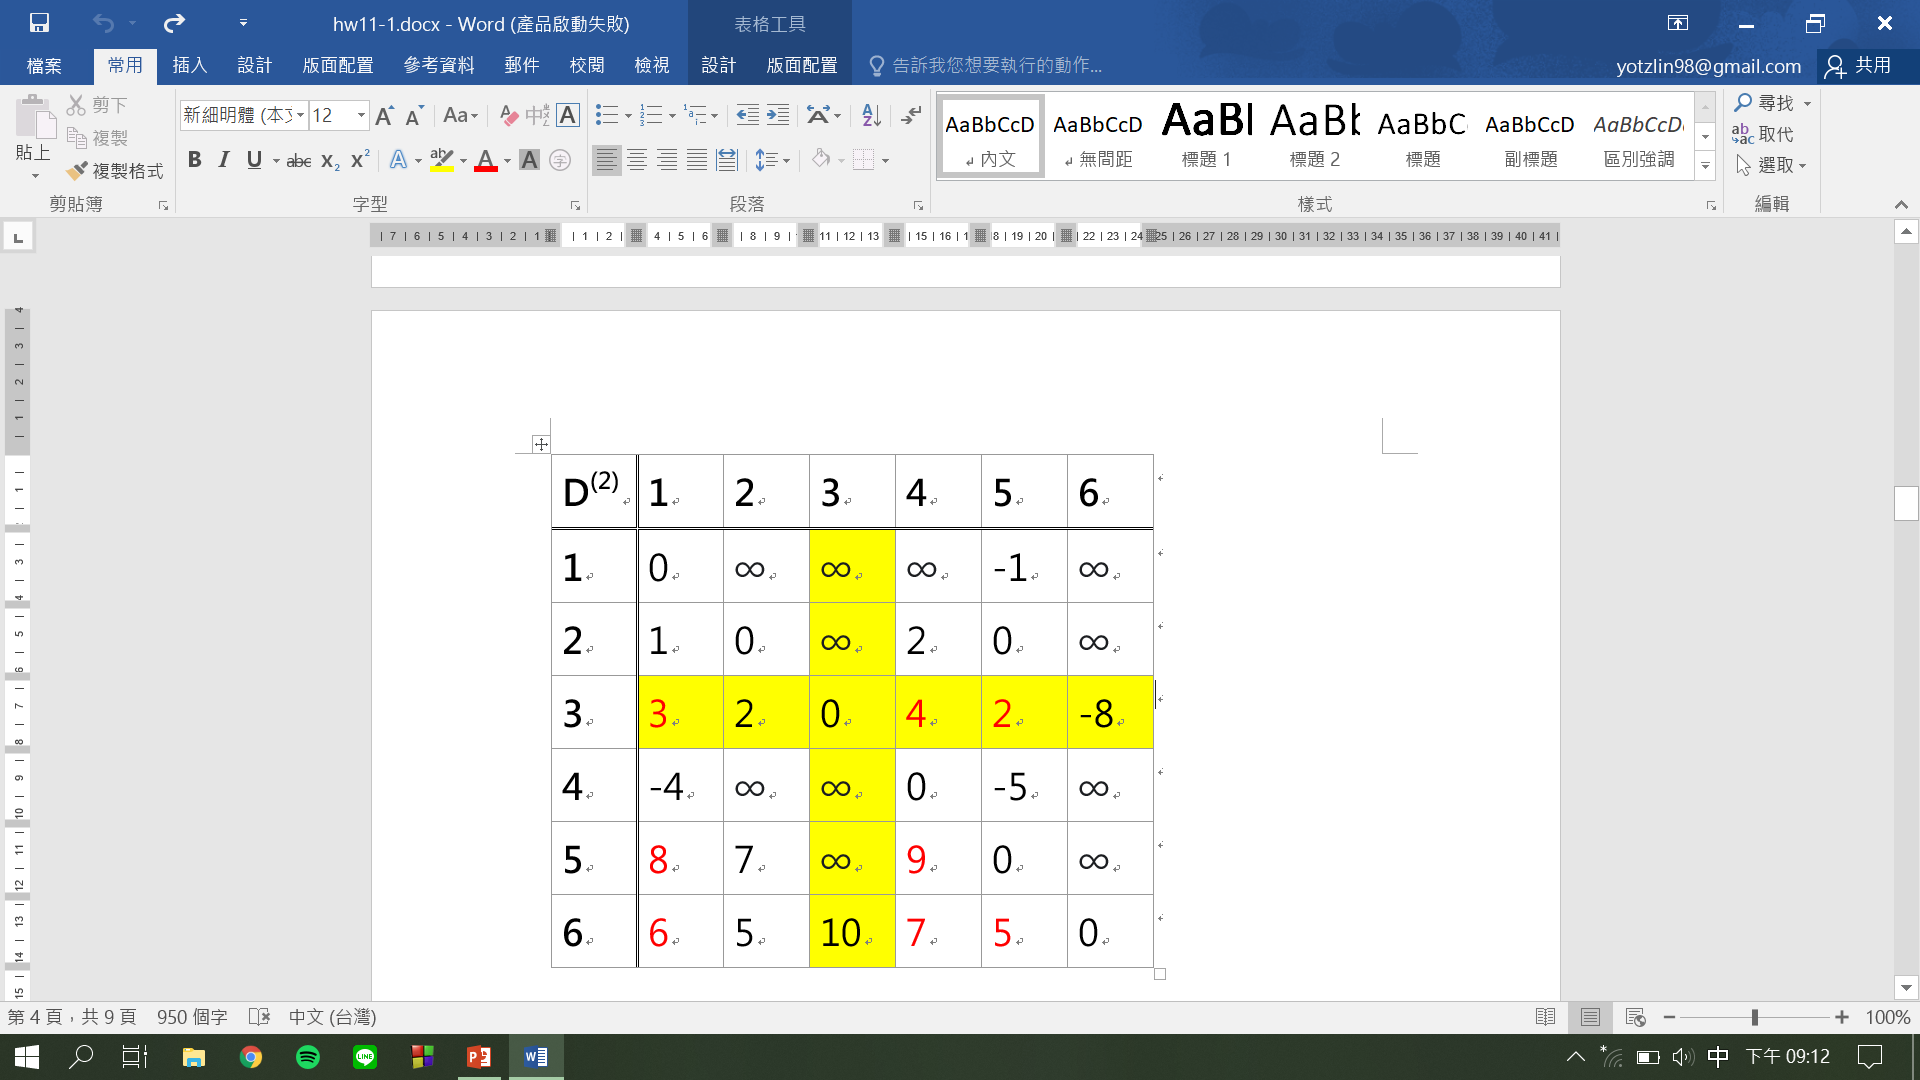 hw11-1.docx - Word (產品啟動失敗)
表格工具
檔案 常用 插入 設計 版面配置 參考資料 郵件 校閱 檢視 設計 版面配置 告訴我您想要執行的動作...
yotzlin98@gmail.com 共用
貼上
剪下
複製
複製格式
剪貼簿
新細明體 (本文 12
B I U abc
字型
段落
AaBbCcD AaBbCcD AaBl AaBb AaBbC AaBbCcD AaBbCcD
內文 無間距 標題 1 標題 2 標題 副標題 區別強調
樣式
尋找
取代
選取
編輯
D(2) 1 2 3 4 5 6
1 0 ∞ ∞ ∞ -1 ∞
2 1 0 ∞ 2 0 ∞
3 3 2 0 4 2 -8
4 -4 ∞ ∞ 0 -5 ∞
5 8 7 ∞ 9 0 ∞
6 6 5 10 7 5 0
第 4 頁，共 9 頁 950 個字 中文 (台灣)
100%
中 下午 09:12